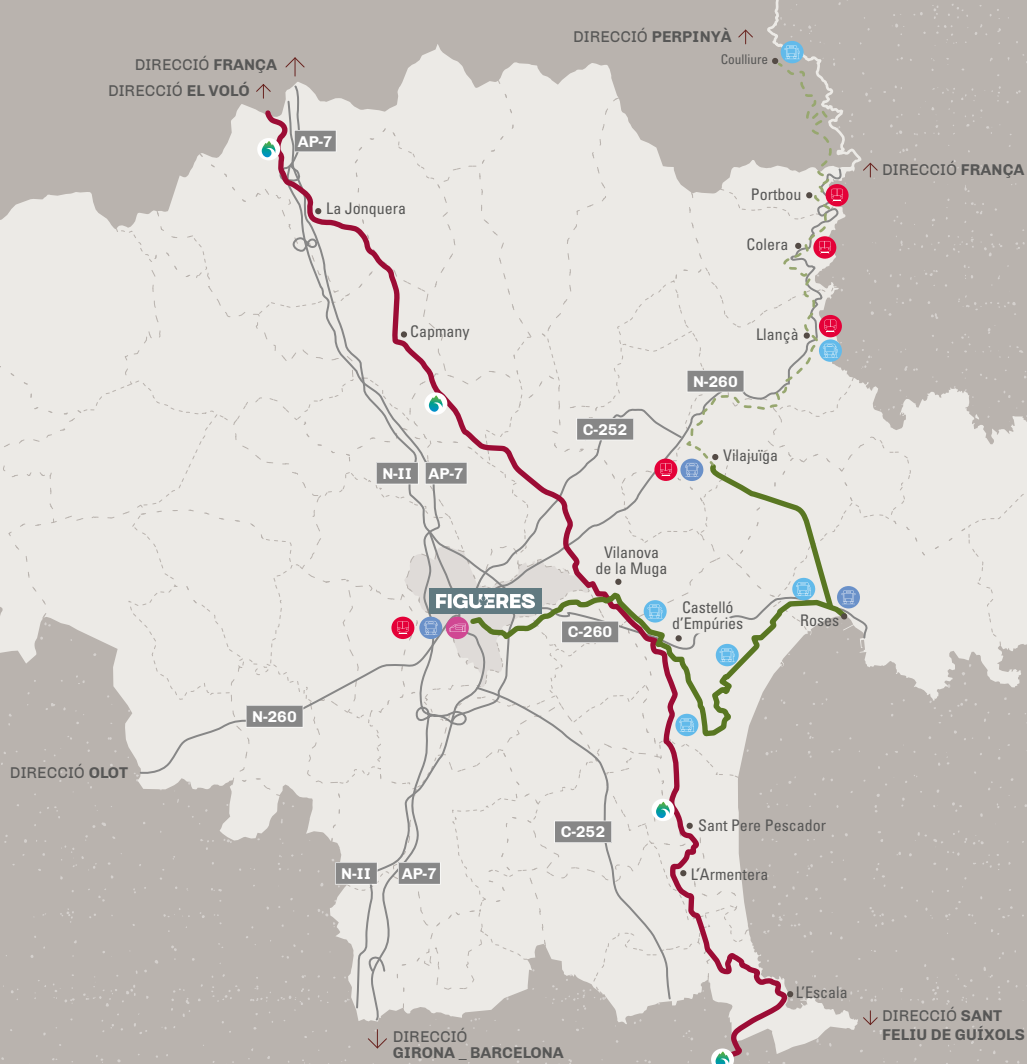 DIRECCIÓ PERPINYÀ
Coulliure
DIRECCIÓ FRANÇA
DIRECCIÓ EL VOLÓ
AP-7
DIRECCIÓ FRANÇA
Portbou
La Jonquera
Colera
Capmany
Llançà
N-260
C-252
Vilajuïga
N-II
AP-7
Vilanova
de la Muga
FIGUERES
Castelló
d'Empúries
C-260
Roses
N-260
DIRECCIÓ OLOT
Sant Pere Pescador
C-252
N-II
AP-7
L'Armentera
L'Escala
DIRECCIÓ SANT
FELIU DE GUÍXOLS
DIRECCIÓ
GIRONA _ BARCELONA